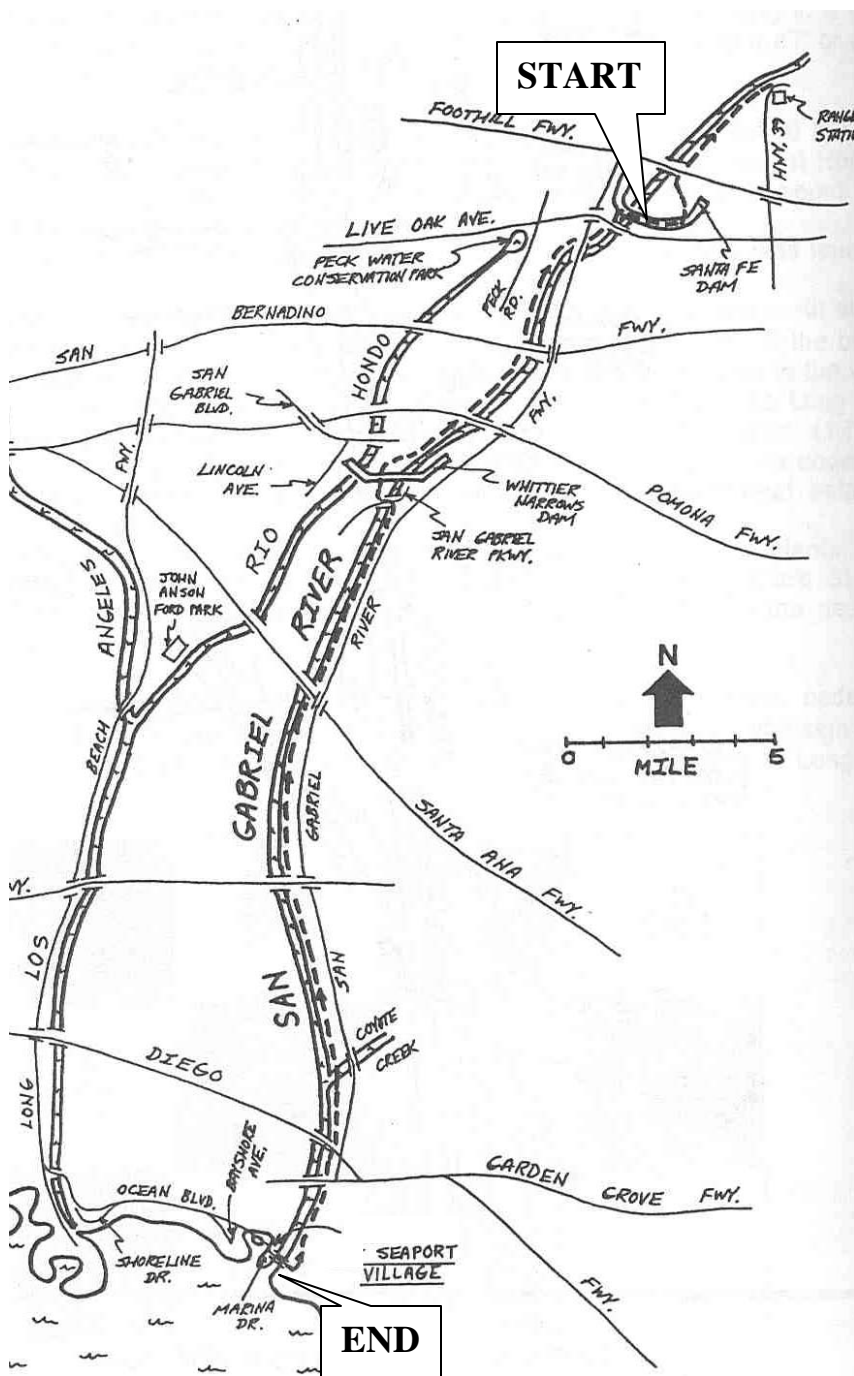 START
FOOTHILL FWY.
HWY. 39
LIVE OAK AVE.
PECK WATER
CONSERVATION PARK
PECK
RD.
SANTA FE
DAM
SAN
BERNADINO
FWY.
SAN
GABRIEL
BLVD.
HONDO
FWY.
FWY.
LINCOLN
AVE.
WHITTIER
NARROWS
DAM
POMONA FWY.
SAN GABRIEL
RIVER PKWY.
RIO
RIVER
RIVER
ANGELES
JOHN
ANSON
FORD PARK
N
0
5
MILE
BEACH
GABRIEL
GABRIEL
SANTA ANA FWY.
LOS
SAN
SAN
COYOTE
CREEK
DIEGO
LONG
BAYSHORE
AVE.
OCEAN BLVD.
GARDEN GROVE FWY.
SHORELINE
DR.
SEAPORT
VILLAGE
MARINA
DR.
FWY.
END